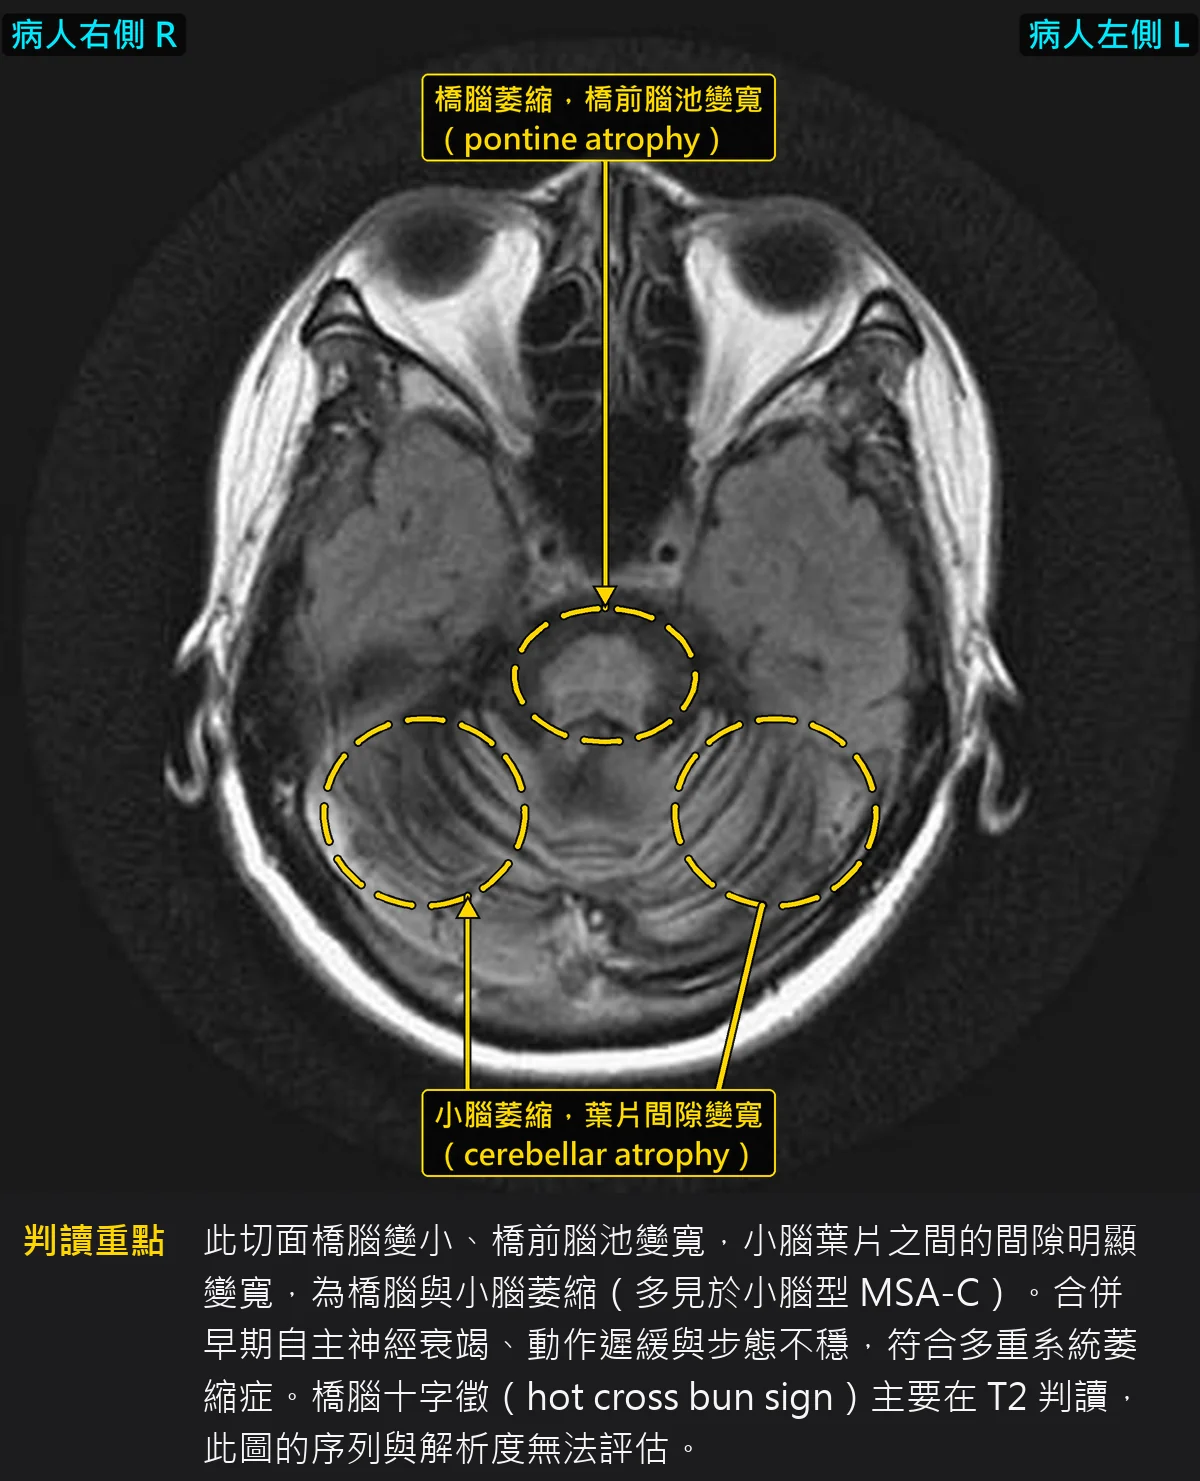 病人右側 R
病人左側 L
橋腦萎縮，橋前腦池變寬
（pontine atrophy）
小腦萎縮，葉片間隙變寬
（cerebellar atrophy）
判讀重點
此切面橋腦變小、橋前腦池變寬，小腦葉片之間的間隙明顯
變寬，為橋腦與小腦萎縮（多見於小腦型 MSA-C）。合併
早期自主神經衰竭、動作遲緩與步態不穩，符合多重系統萎
縮症。橋腦十字徵（hot cross bun sign）主要在 T2 判讀，
此圖的序列與解析度無法評估。